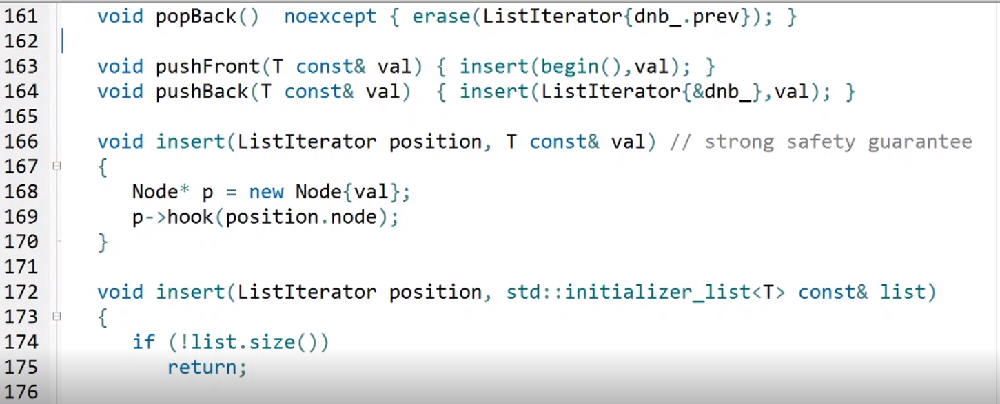 161 void popBack()  noexcept { erase(ListIterator{dnb_.prev}); }
162
163 void pushFront(T const& val) { insert(begin(),val); }
164 void pushBack(T const& val)  { insert(ListIterator{&dnb_},val); }
165
166 void insert(ListIterator position, T const& val) // strong safety guarantee
167 {
168    Node* p = new Node{val};
169    p->hook(position.node);
170 }
171
172 void insert(ListIterator position, std::initializer_list<T> const& list)
173 {
174    if (!list.size())
175       return;
176